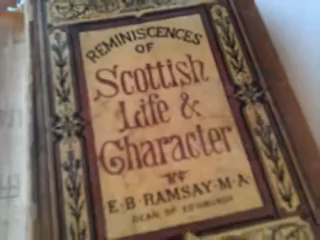 REMINISCENCES
OF
Scottish
Life &
Character
BY
E·B·RAMSAY·M·A·
DEAN OF EDINBURGH